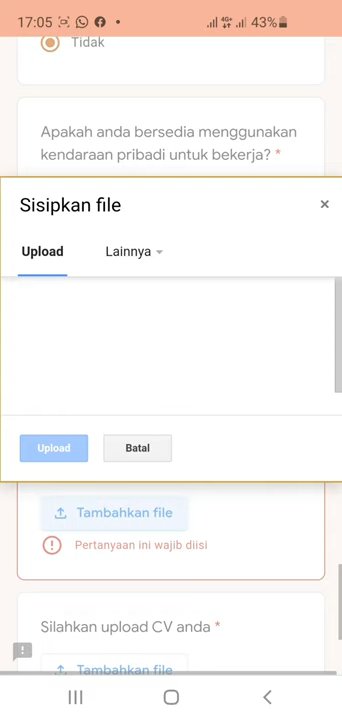 17:05 4G+ 43%
Tidak
Apakah anda bersedia menggunakan
kendaraan pribadi untuk bekerja? *
Sisipkan file ×
Upload Lainnya
Upload Batal
Tambahkan file
Pertanyaan ini wajib diisi
Silahkan upload CV anda *
Tambahkan file